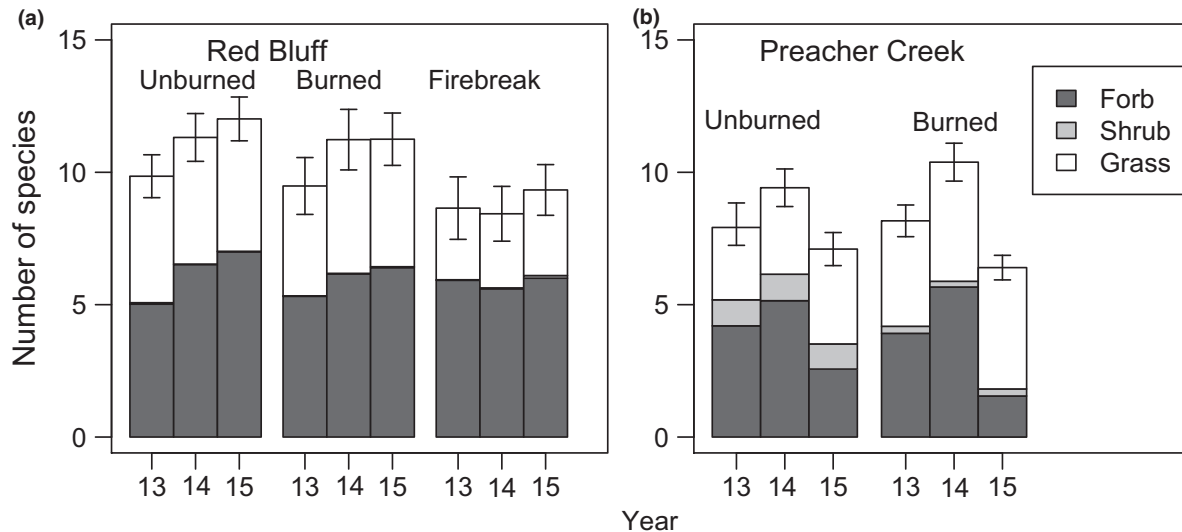 (a)
Red Bluff
Unburned Burned Firebreak
15
10
5
0
Number of species
13 14 15 13 14 15 13 14 15
(b)
Preacher Creek
Unburned Burned
15
10
5
0
13 14 15 13 14 15
Forb
Shrub
Grass
Year